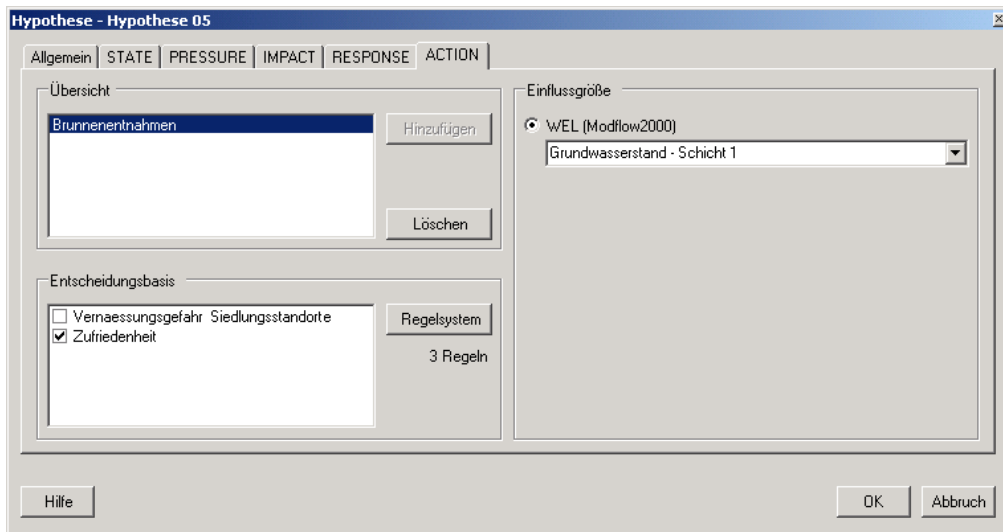 Hypothese - Hypothese 05
Allgemein STATE PRESSURE IMPACT RESPONSE ACTION
Übersicht
Brunnenentnahmen
Hinzufügen
Löschen
Entscheidungsbasis
Vernaessungsgefahr Siedlungsstandorte
Zufriedenheit
Regelsystem
3 Regeln
Einflussgröße
WEL (Modflow2000)
Grundwasserstand - Schicht 1
Hilfe
OK
Abbruch